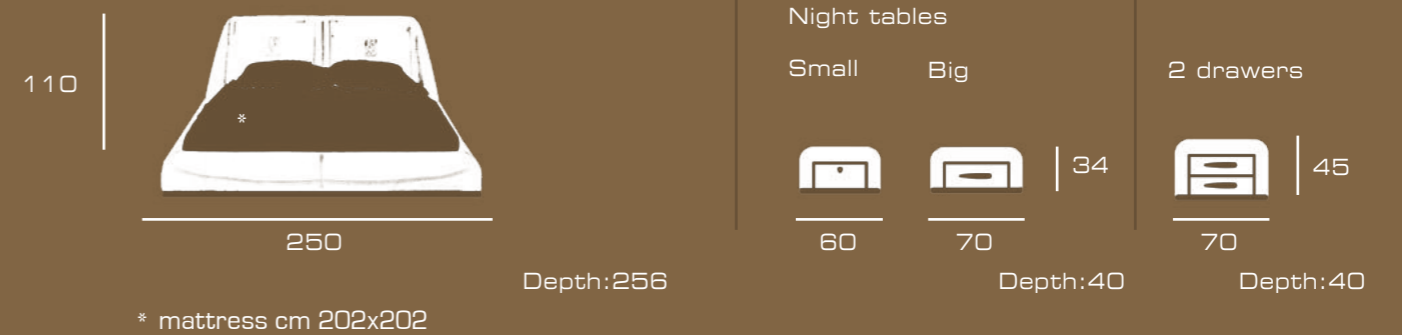 110
*
250
Depth:256
* mattress cm 202x202
Night tables
Small
Big
34
60
70
Depth:40
2 drawers
45
70
Depth:40